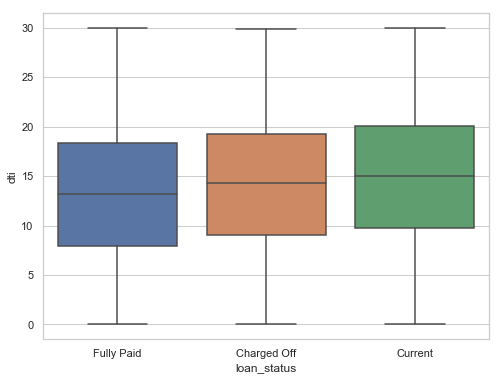 30
25
20
15
10
5
0
dti
Fully Paid
Charged Off
Current
loan_status